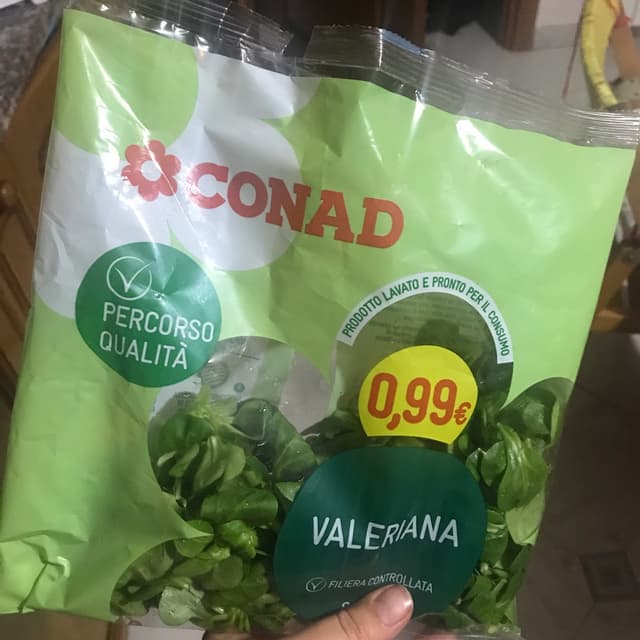 CONAD
PERCORSO
QUALITÀ
PRODOTTO LAVATO E PRONTO PER IL CONSUMO
0,99€
VALERIANA
FILIERA CONTROLLATA